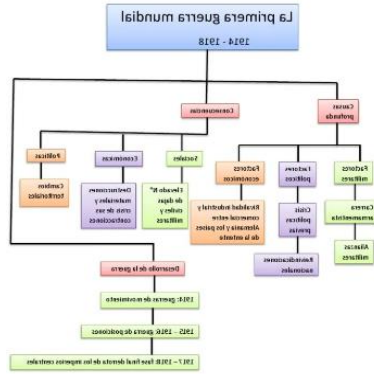 La primera guerra mundial
1914 - 1918
Causas
profunda
Consecuencias
Factores
militares
Carrera
armamentista
Alianzas
militares
Factores
políticos
Crisis
políticas
previas
Reivindicaciones
nacionales
Factores
económicos
Rivalidad industrial y
comercial entre
Alemania y los países
de la entente
Sociales
Elevado N°
de bajas
civiles y
militares
Económicas
Destrucciones
materiales y
crisis de sus
Políticas
Cambios
territoriales
Desarrollo de la guerra
1914: guerras de movimiento
1915 - 1916: guerra de posiciones
1917 - 1918: fase final derrota de los imperios centrales